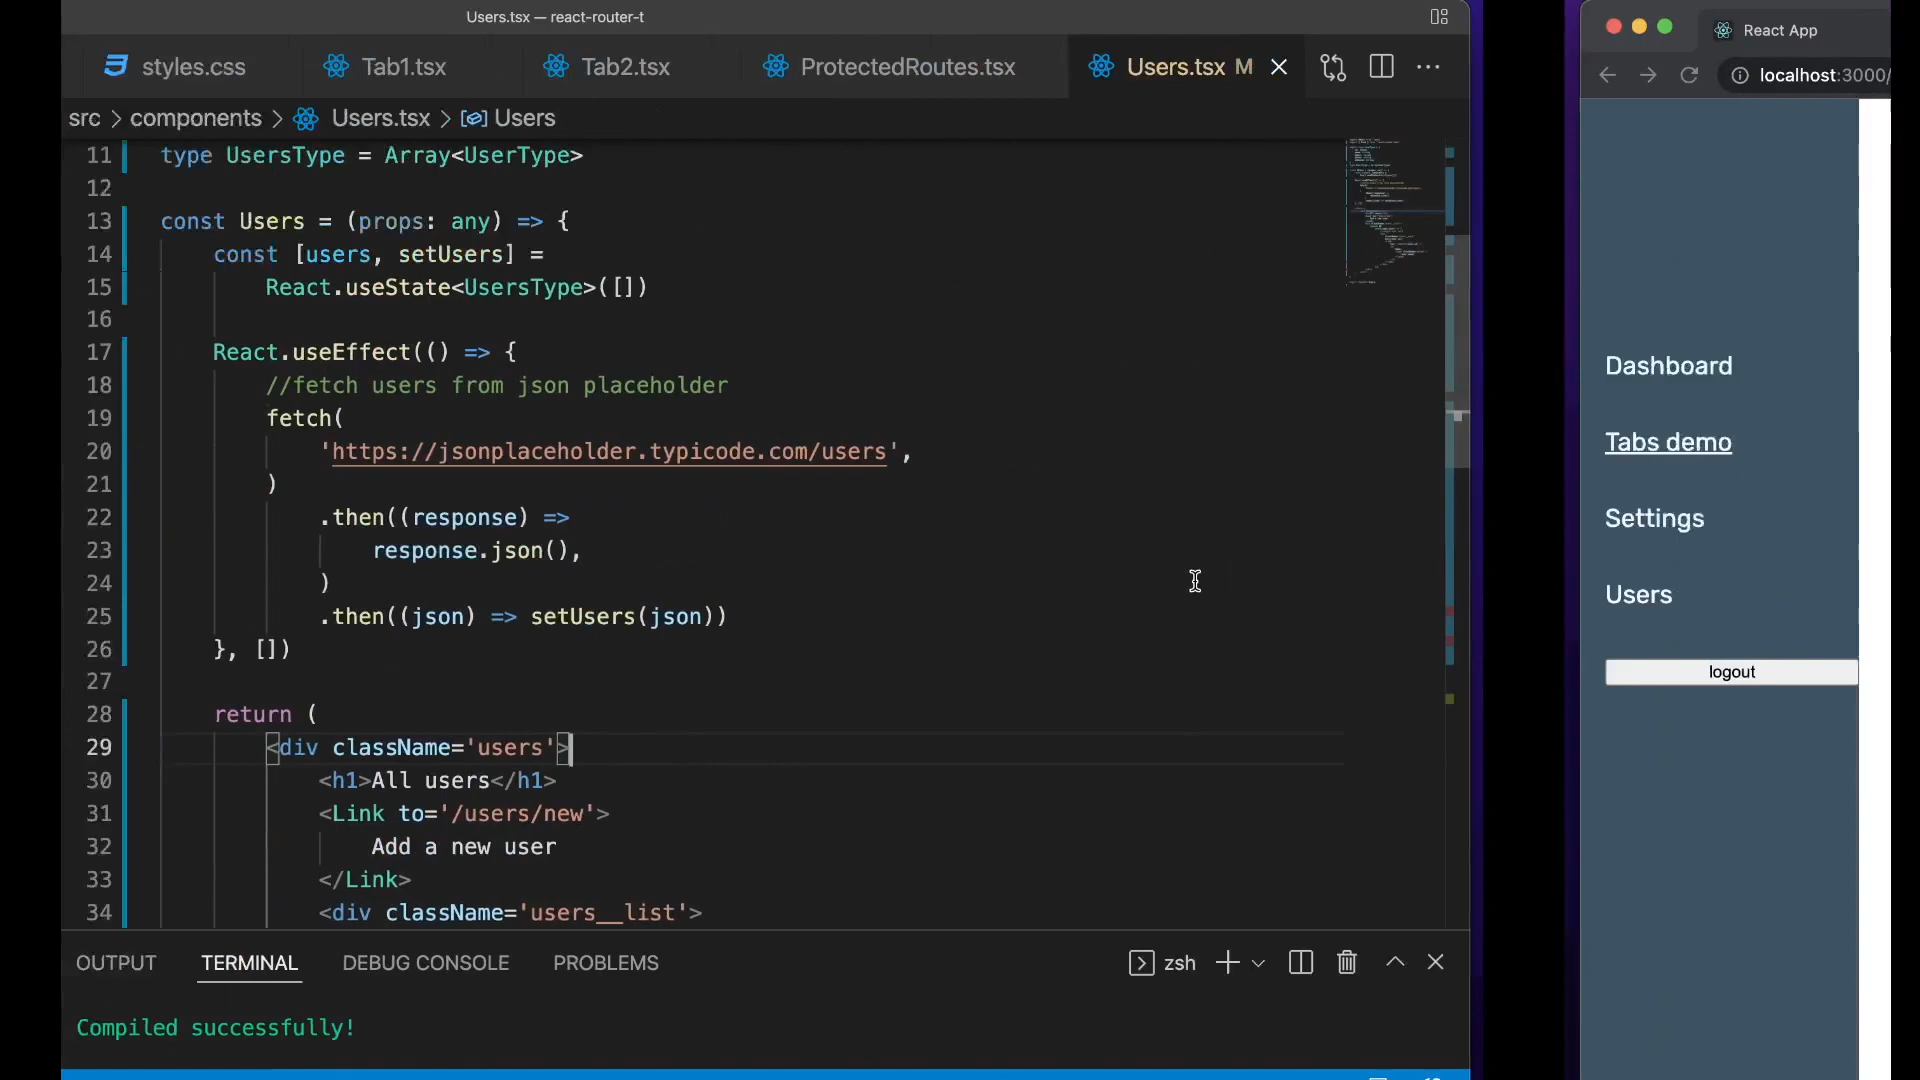 Users.tsx — react-router-t
styles.css
Tab1.tsx
Tab2.tsx
ProtectedRoutes.tsx
Users.tsx M
src > components > Users.tsx > Users
11 type UsersType = Array<UserType>
12
13 const Users = (props: any) => {
14 const [users, setUsers] =
15 React.useState<UsersType>([])
16
17 React.useEffect(() => {
18 //fetch users from json placeholder
19 fetch(
20 'https://jsonplaceholder.typicode.com/users',
21 )
22 .then((response) =>
23 response.json(),
24 )
25 .then((json) => setUsers(json))
26 }, [])
27
28 return (
29 <div className='users'>
30 <h1>All users</h1>
31 <Link to='/users/new'>
32 Add a new user
33 </Link>
34 <div className='users__list'>
OUTPUT TERMINAL DEBUG CONSOLE PROBLEMS
zsh
Compiled successfully!
React App
localhost:3000/
Dashboard
Tabs demo
Settings
Users
logout